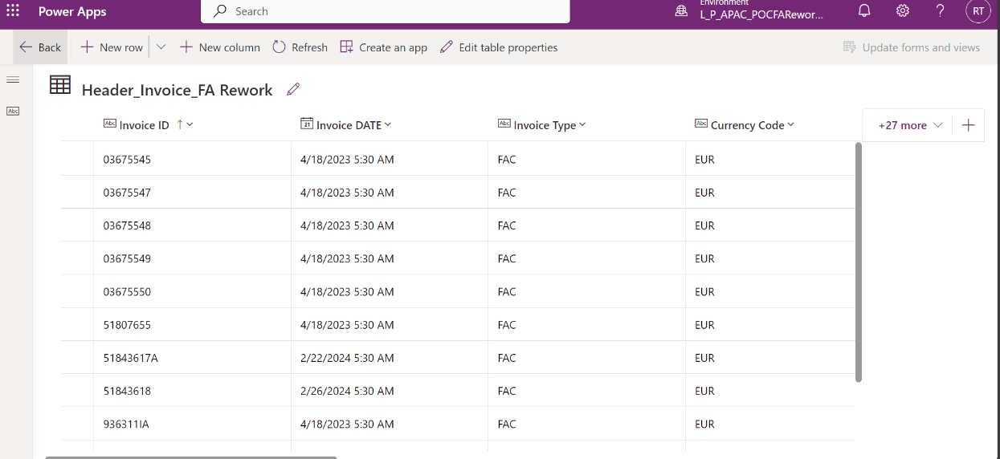 Environment
Power Apps
Search
L_P_APAC_POCFARewor...
RT
Back
New row
New column
Refresh
Create an app
Edit table properties
Update forms and views
Header_Invoice_FA Rework
Abc
Abc Invoice ID ↑
21 Invoice DATE
Abc Invoice Type
Abc Currency Code
+27 more
03675545 4/18/2023 5:30 AM FAC EUR
03675547 4/18/2023 5:30 AM FAC EUR
03675548 4/18/2023 5:30 AM FAC EUR
03675549 4/18/2023 5:30 AM FAC EUR
03675550 4/18/2023 5:30 AM FAC EUR
51807655 4/18/2023 5:30 AM FAC EUR
51843617A 2/22/2024 5:30 AM FAC EUR
51843618 2/26/2024 5:30 AM FAC EUR
936311IA 4/18/2023 5:30 AM FAC EUR